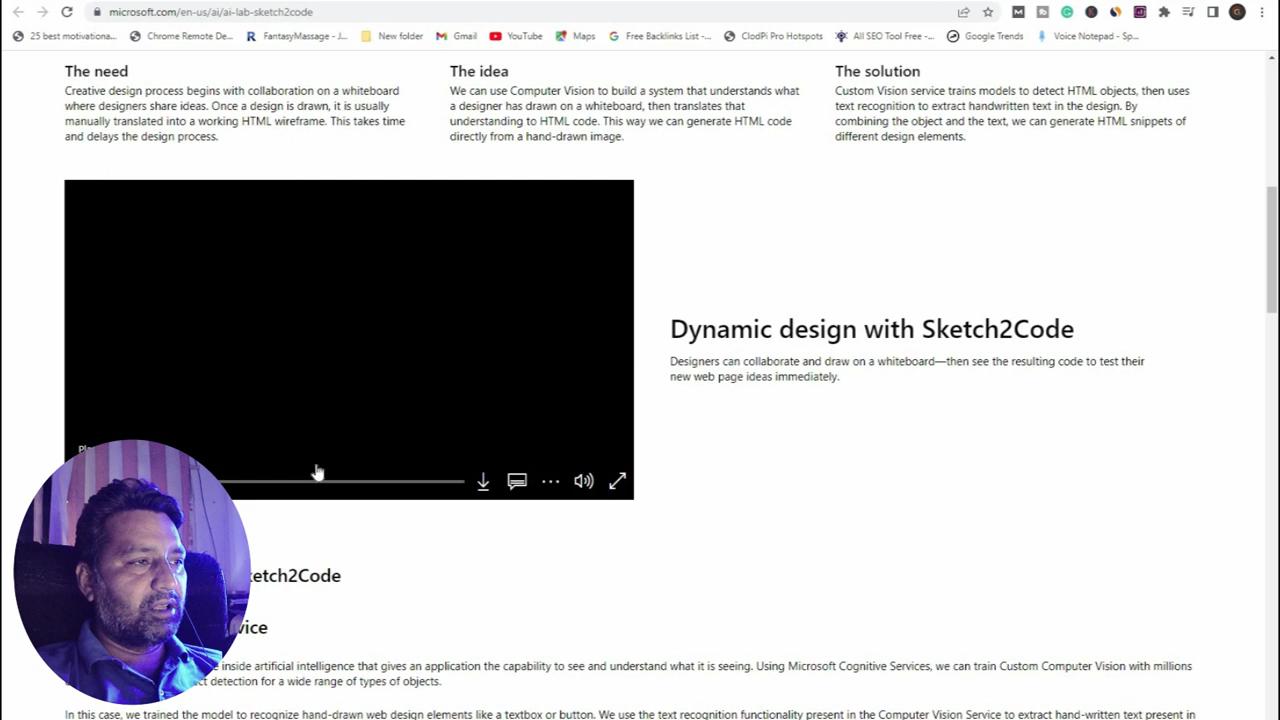 microsoft.com/en-us/ai/ai-lab-sketch2code
25 best motivationa...
Chrome Remote De...
FantasyMassage - J...
New folder
Gmail
YouTube
Maps
Free Backlinks List-...
ClodPi Pro Hotspots
All SEO Tool Free -...
Google Trends
Voice Notepad - Sp...
The need
Creative design process begins with collaboration on a whiteboard
where designers share ideas. Once a design is drawn, it is usually
manually translated into a working HTML wireframe. This takes time
and delays the design process.
The idea
We can use Computer Vision to build a system that understands what
a designer has drawn on a whiteboard, then translates that
understanding to HTML code. This way we can generate HTML code
directly from a hand-drawn image.
The solution
Custom Vision service trains models to detect HTML objects, then uses
text recognition to extract handwritten text in the design. By
combining the object and the text, we can generate HTML snippets of
different design elements.
Dynamic design with Sketch2Code
Designers can collaborate and draw on a whiteboard—then see the resulting code to test their
new web page ideas immediately.
ketch2Code
vice
inside artificial intelligence that gives an application the capability to see and understand what it is seeing. Using Microsoft Cognitive Services, we can train Custom Computer Vision with millions
detection for a wide range of types of objects.
In this case, we trained the model to recognize hand-drawn web design elements like a textbox or button. We use the text recognition functionality present in the Computer Vision Service to extract hand-written text present in